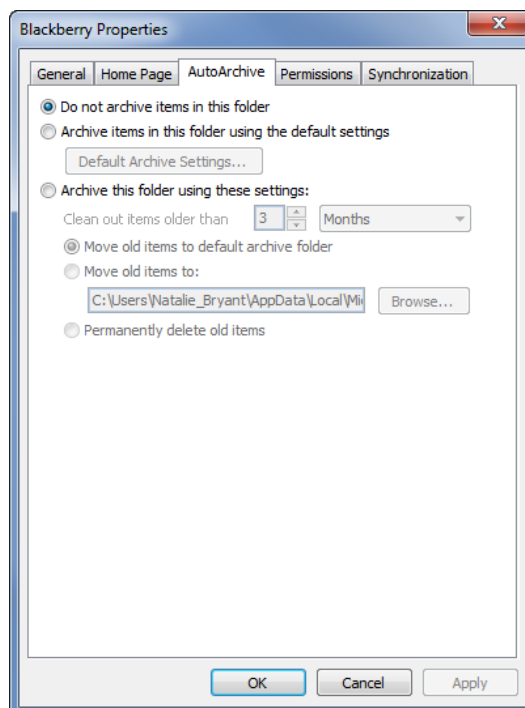 Blackberry Properties
General Home Page AutoArchive Permissions Synchronization
Do not archive items in this folder
Archive items in this folder using the default settings
Default Archive Settings...
Archive this folder using these settings:
Clean out items older than 3 Months
Move old items to default archive folder
Move old items to:
C:\Users\Natalie_Bryant\AppData\Local\Mi Browse...
Permanently delete old items
OK Cancel Apply